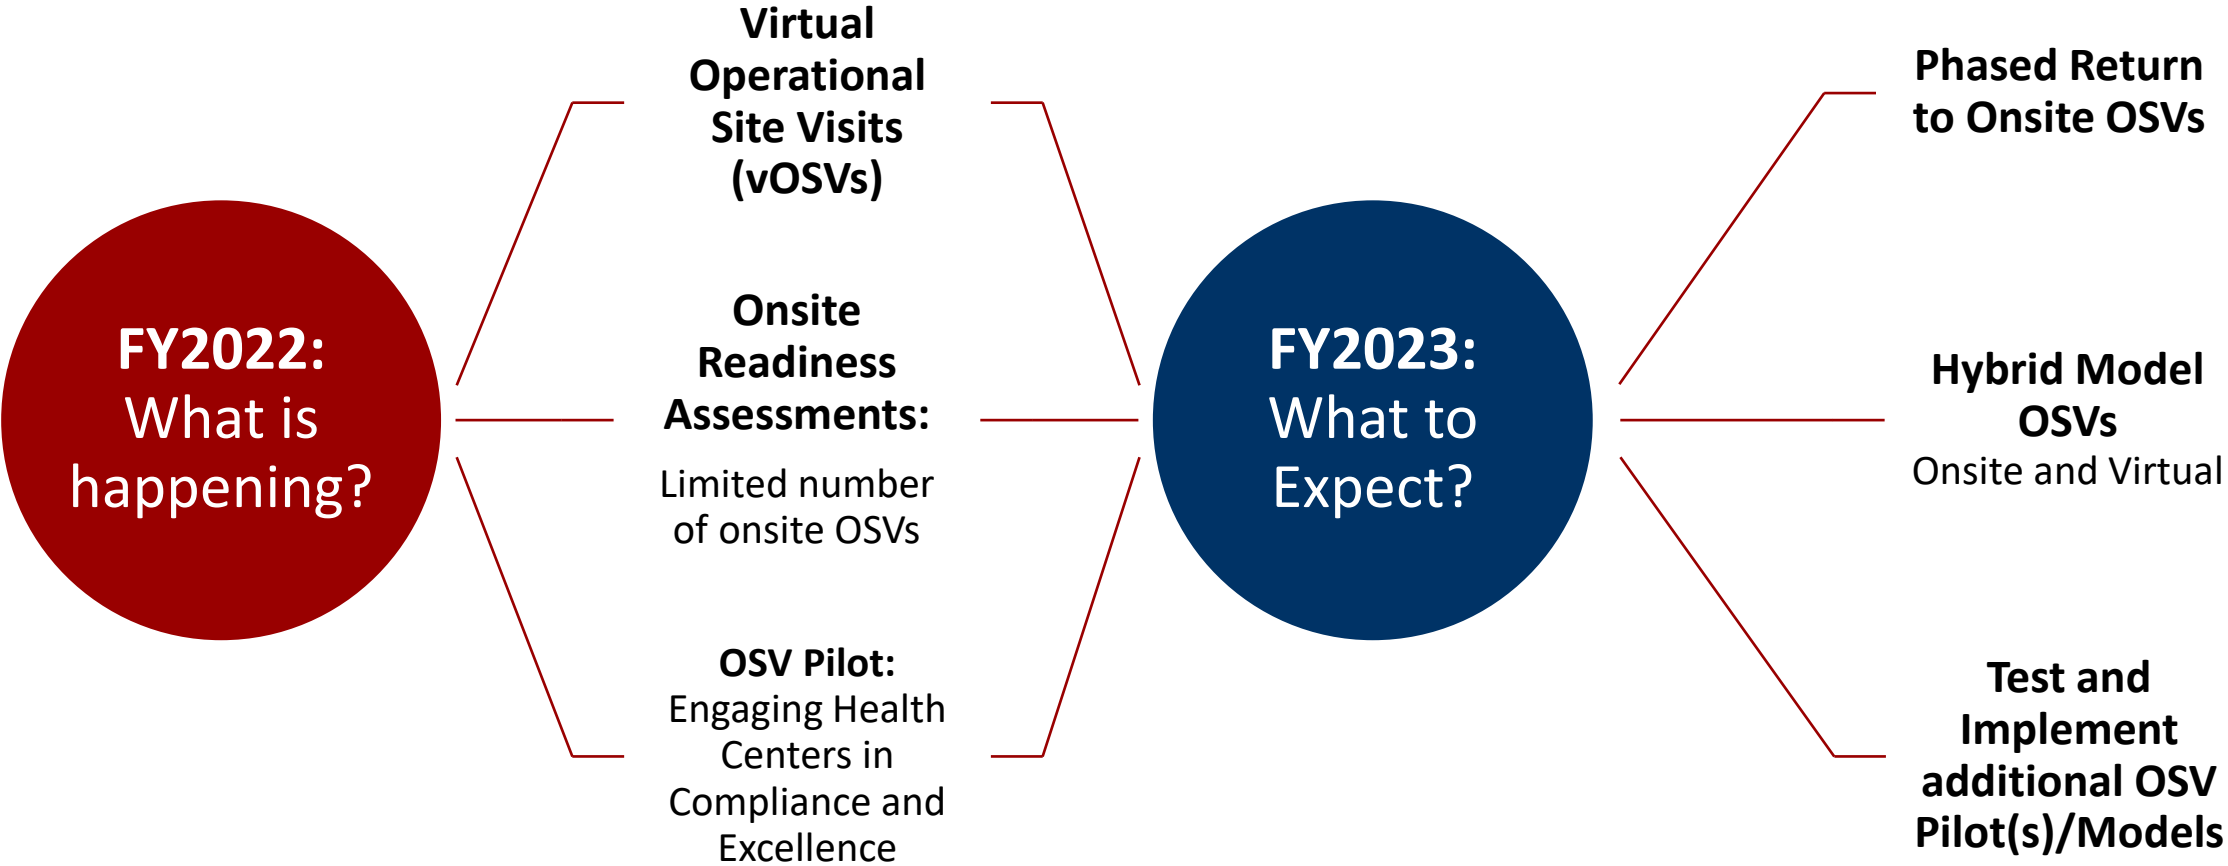 FY2022:
What is
happening?
Virtual
Operational
Site Visits
(vOSVs)
Onsite
Readiness
Assessments:
Limited number
of onsite OSVs
OSV Pilot:
Engaging Health
Centers in
Compliance and
Excellence
FY2023:
What to
Expect?
Phased Return
to Onsite OSVs
Hybrid Model
OSVs
Onsite and Virtual
Test and
Implement
additional OSV
Pilot(s)/Models